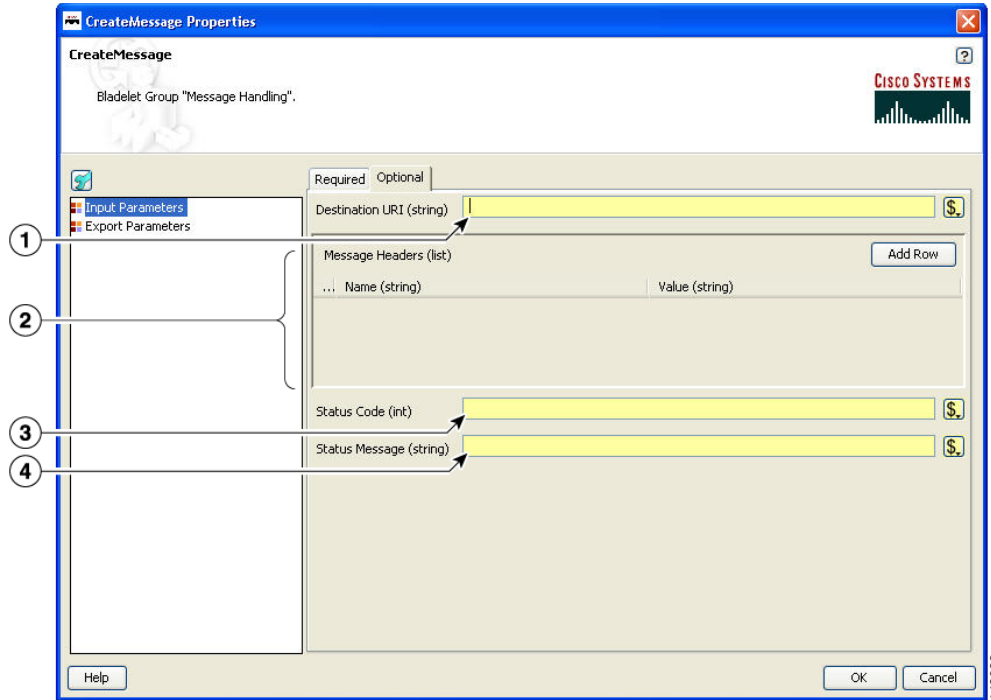 CreateMessage Properties
CreateMessage
?
Bladelet Group "Message Handling".
CISCO SYSTEMS
Required Optional
Input Parameters
Export Parameters
Destination URI (string) $
1
Message Headers (list) Add Row
... Name (string) Value (string)
2
Status Code (int) $
3
Status Message (string) $
4
Help OK Cancel